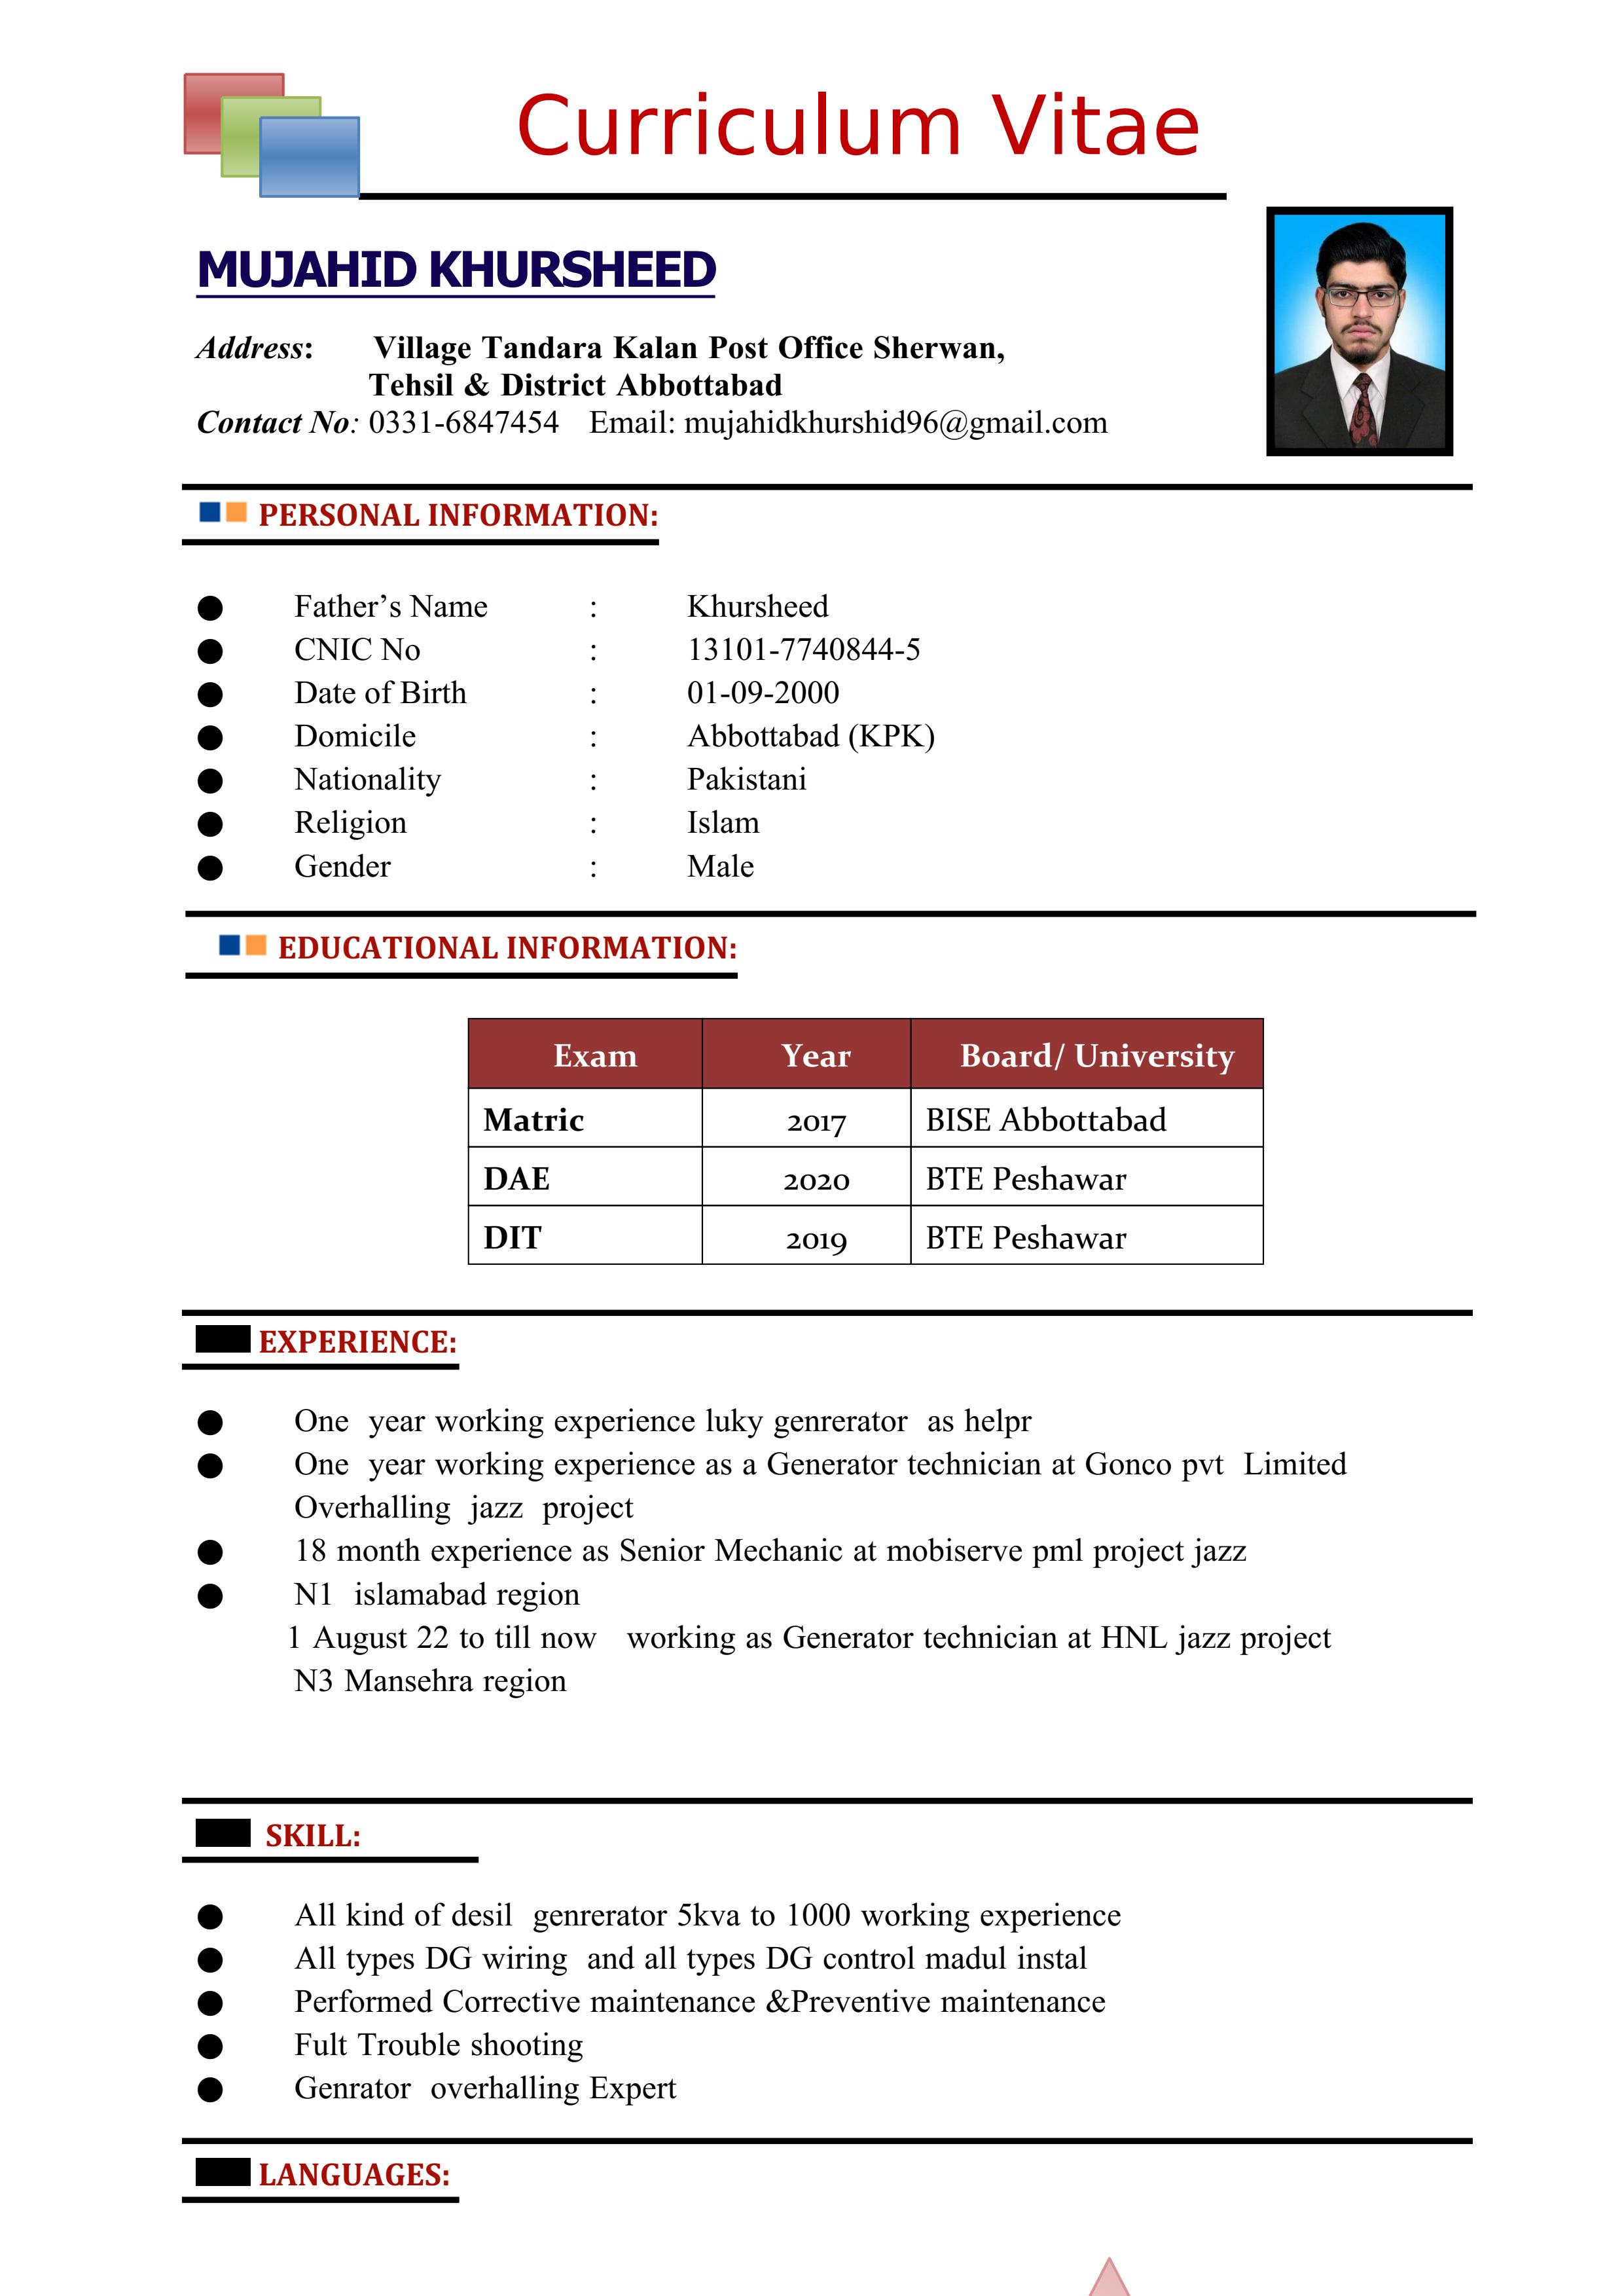 Curriculum Vitae
MUJAHID KHURSHEED
Address: Village Tandara Kalan Post Office Sherwan,
Tehsil & District Abbottabad
Contact No: 0331-6847454 Email: mujahidkhurshid96@gmail.com
PERSONAL INFORMATION:
● Father’s Name : Khursheed
● CNIC No : 13101-7740844-5
● Date of Birth : 01-09-2000
● Domicile : Abbottabad (KPK)
● Nationality : Pakistani
● Religion : Islam
● Gender : Male
EDUCATIONAL INFORMATION:
Exam Year Board/ University
Matric 2017 BISE Abbottabad
DAE 2020 BTE Peshawar
DIT 2019 BTE Peshawar
EXPERIENCE:
● One year working experience luky genrerator as helpr
● One year working experience as a Generator technician at Gonco pvt Limited
Overhalling jazz project
● 18 month experience as Senior Mechanic at mobiserve pml project jazz
● N1 islamabad region
1 August 22 to till now working as Generator technician at HNL jazz project
N3 Mansehra region
SKILL:
● All kind of desil genrerator 5kva to 1000 working experience
● All types DG wiring and all types DG control madul instal
● Performed Corrective maintenance &Preventive maintenance
● Fult Trouble shooting
● Genrator overhalling Expert
LANGUAGES: